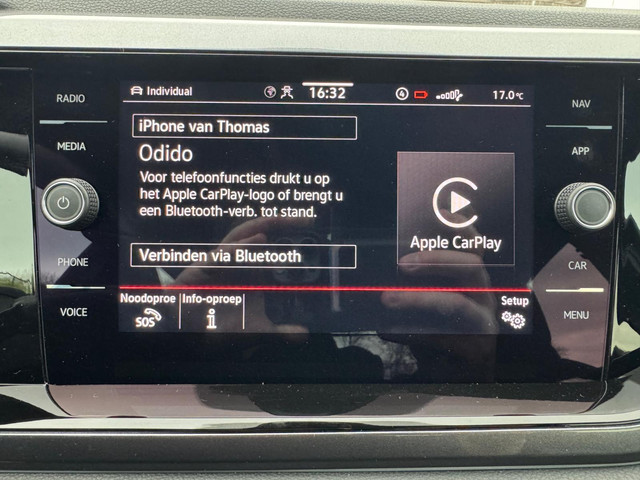 RADIO
MEDIA
PHONE
VOICE
Individual
16:32
4
17.0°C
iPhone van Thomas
Odido
Voor telefoonfuncties drukt u op
het Apple CarPlay-logo of brengt u
een Bluetooth-verb. tot stand.
Apple CarPlay
Verbinden via Bluetooth
Noodoproe
SOS
Info-oproep
Setup
NAV
APP
CAR
MENU